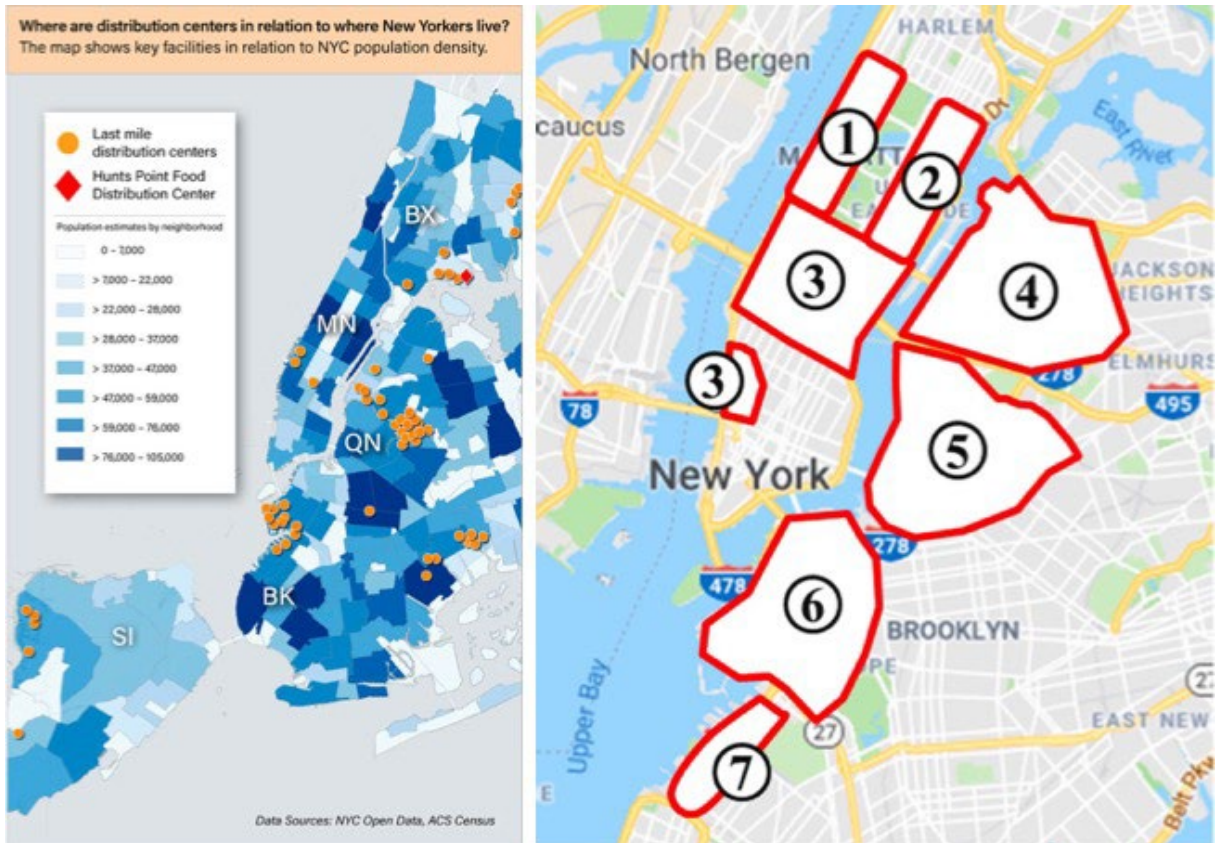 Where are distribution centers in relation to where New Yorkers live?
The map shows key facilities in relation to NYC population density.
Last mile
distribution centers
Hunts Point Food
Distribution Center
Population estimates by neighborhood
0 – 7,000
> 7,000 – 22,000
> 22,000 – 28,000
> 28,000 – 37,000
> 37,000 – 47,000
> 47,000 – 59,000
> 59,000 – 76,000
> 76,000 – 105,000
BX
MN
QN
BK
SI
Data Sources: NYC Open Data, ACS Census
HARLEM
North Bergen
caucus
East River
1
2
3
4
JACKSON
HEIGHTS
ELMHURS
3
278
78
495
5
New York
278
478
6
BROOKLYN
PE
27
27
EAST NEW
Upper Bay
7
E
Belt Pkw